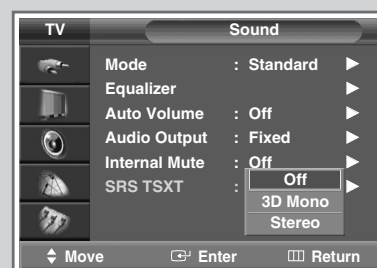 TV Sound
Mode : Standard
Equalizer
Auto Volume : Off
Audio Output : Fixed
Internal Mute : Off
SRS TSXT :
Off
3D Mono
Stereo
Move Enter Return